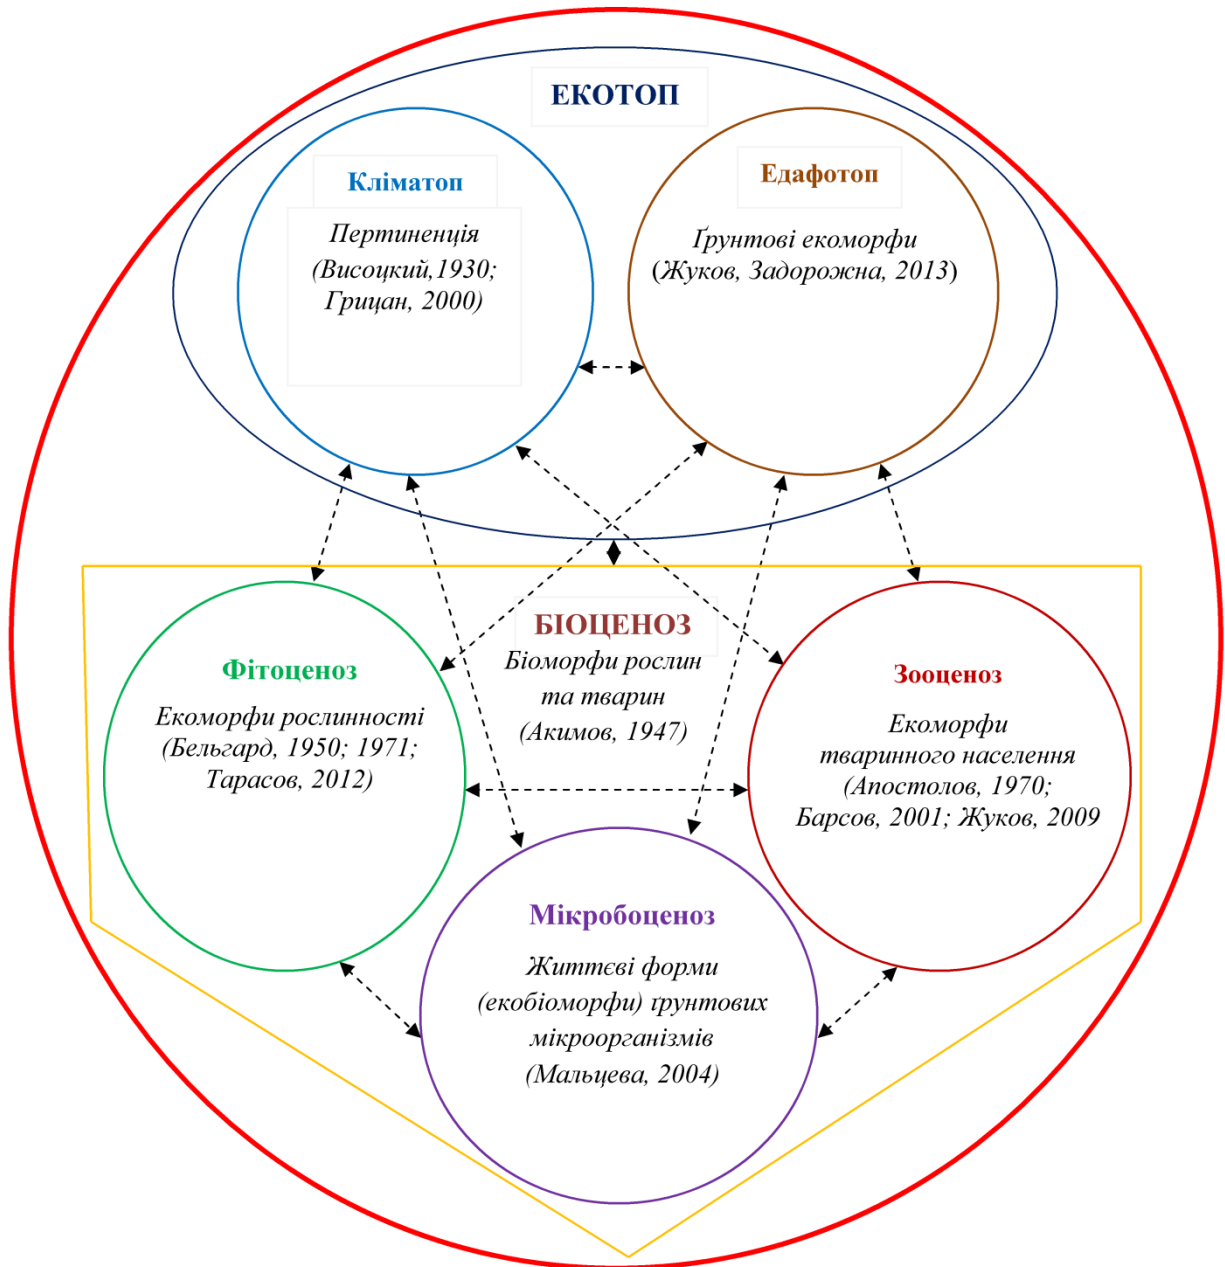 ЕКОТОП
Кліматоп
Пертиненція
(Висоцкий,1930;
Грицан, 2000)
Едафотоп
Ґрунтові екоморфи
(Жуков, Задорожна, 2013)
БІОЦЕНОЗ
Біоморфи рослин
та тварин
(Акимов, 1947)
Фітоценоз
Екоморфи рослинності
(Бельгард, 1950; 1971;
Тарасов, 2012)
Зооценоз
Екоморфи
тваринного населення
(Апостолов, 1970;
Барсов, 2001; Жуков, 2009
Мікробоценоз
Життєві форми
(екобіоморфи) ґрунтових
мікроорганізмів
(Мальцева, 2004)